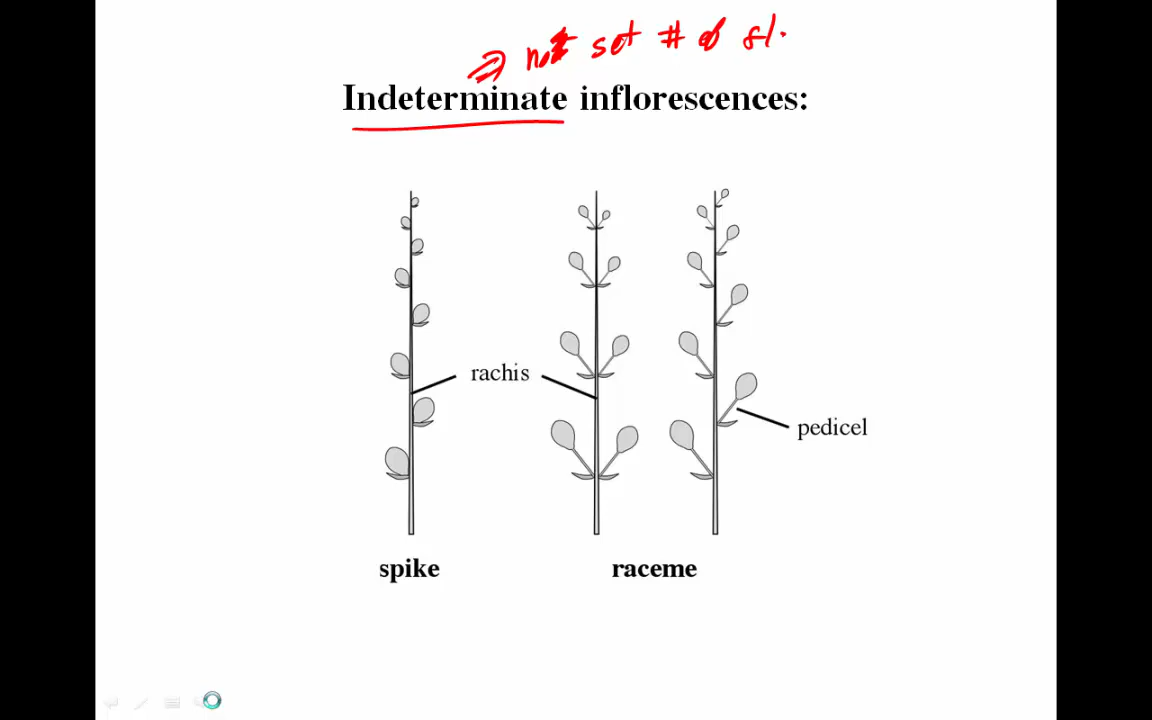 ⇒ not set # of fl.
Indeterminate inflorescences:
rachis
pedicel
spike
raceme